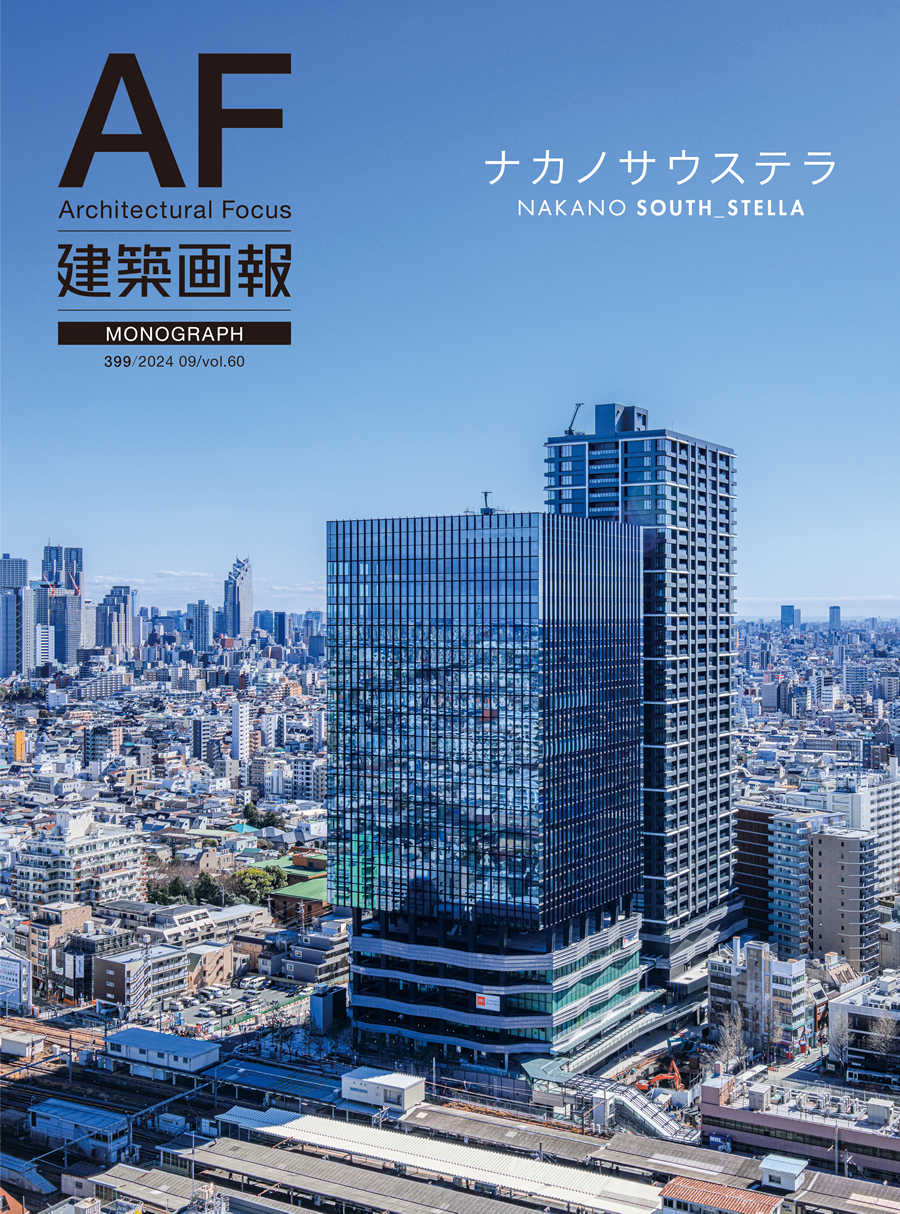 AF
Architectural Focus
建築画報
MONOGRAPH
399/2024 09/vol.60
ナカノサウステラ
NAKANO SOUTH_STELLA